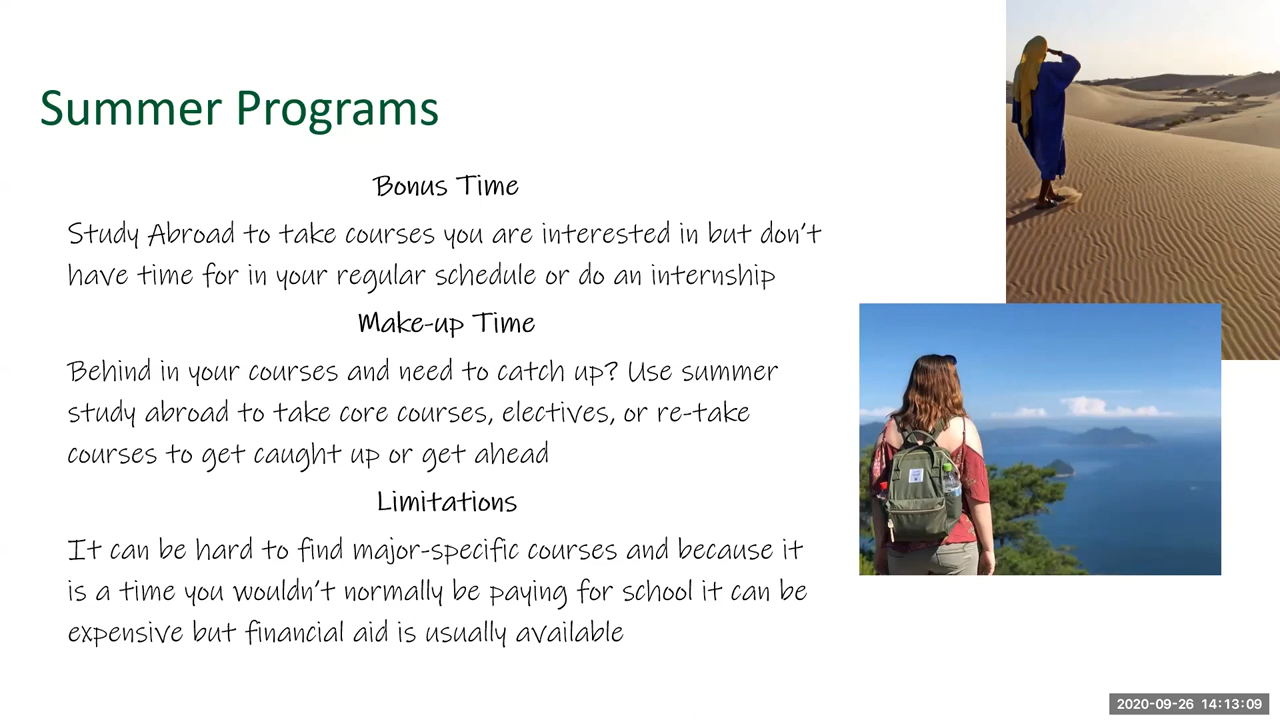 Summer Programs
Bonus Time
Study Abroad to take courses you are interested in but don't
have time for in your regular schedule or do an internship
Make-up Time
Behind in your courses and need to catch up? Use summer
study abroad to take core courses, electives, or re-take
courses to get caught up or get ahead
Limitations
It can be hard to find major-specific courses and because it
is a time you wouldn't normally be paying for school it can be
expensive but financial aid is usually available
2020-09-26 14:13:09